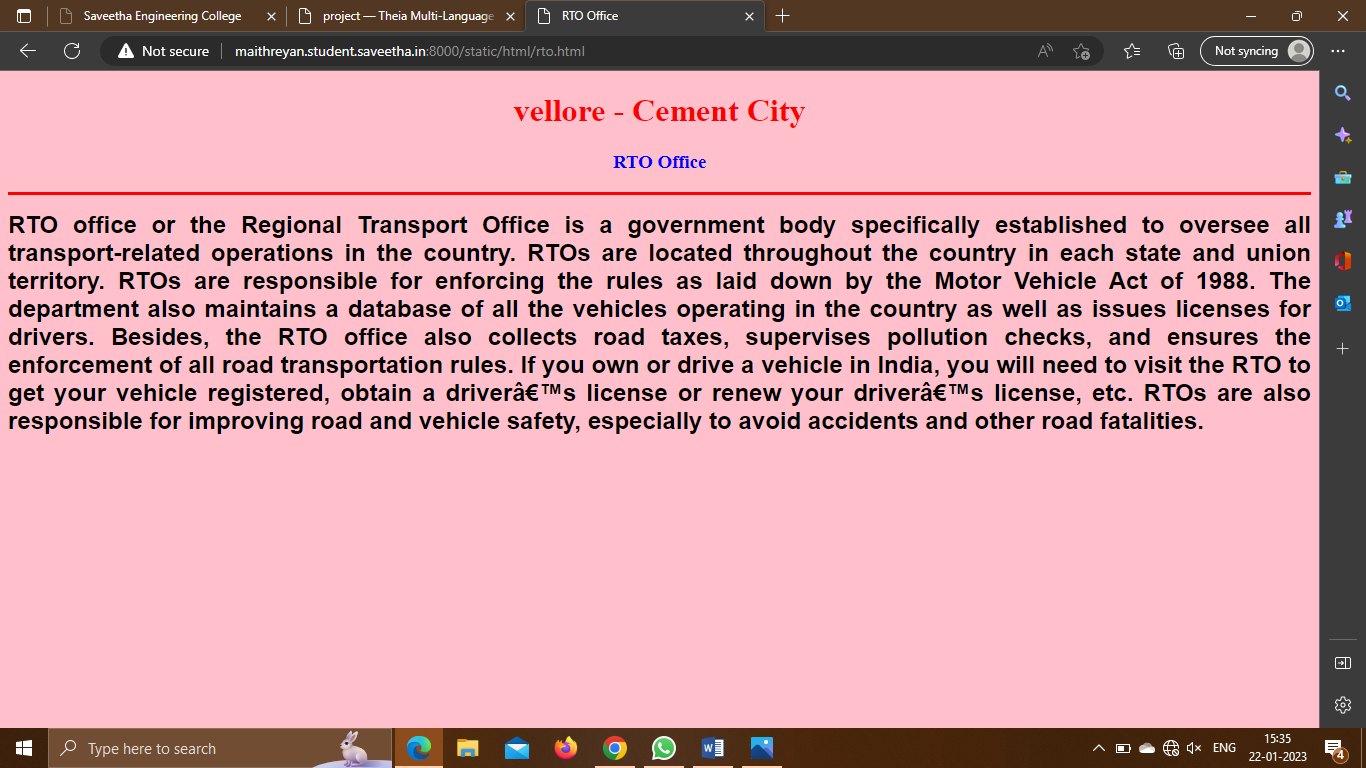 Saveetha Engineering College
project — Theia Multi-Language
RTO Office
Not secure
maithreyan.student.saveetha.in:8000/static/html/rto.html
Not syncing
vellore - Cement City
RTO Office
RTO office or the Regional Transport Office is a government body specifically established to oversee all
transport-related operations in the country. RTOs are located throughout the country in each state and union
territory. RTOs are responsible for enforcing the rules as laid down by the Motor Vehicle Act of 1988. The
department also maintains a database of all the vehicles operating in the country as well as issues licenses for
drivers. Besides, the RTO office also collects road taxes, supervises pollution checks, and ensures the
enforcement of all road transportation rules. If you own or drive a vehicle in India, you will need to visit the RTO to
get your vehicle registered, obtain a driverâ€™s license or renew your driverâ€™s license, etc. RTOs are also
responsible for improving road and vehicle safety, especially to avoid accidents and other road fatalities.
Type here to search
ENG
15:35
22-01-2023
4